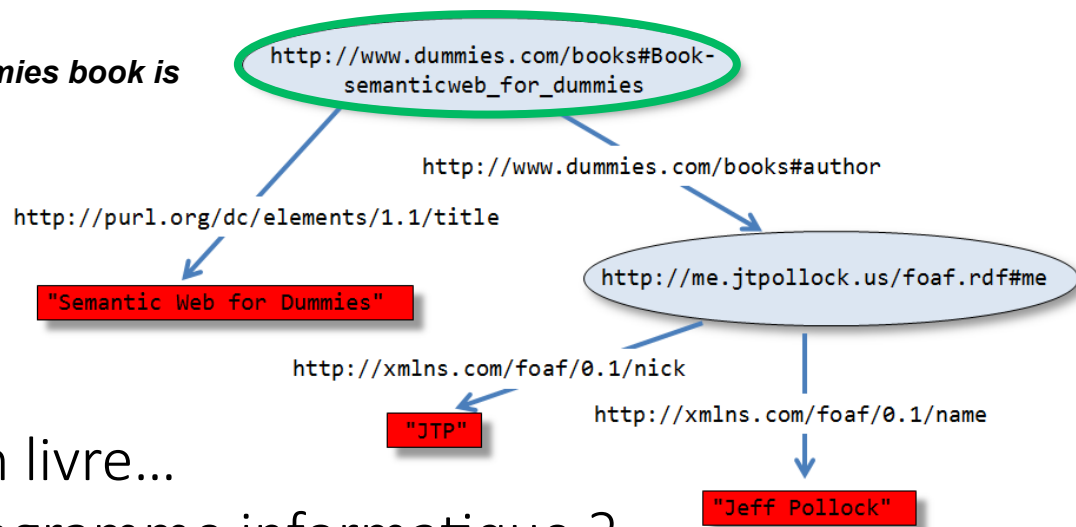 http://www.dummies.com/books#Book-
semanticweb_for_dummies
mies book is
http://www.dummies.com/books#author
http://purl.org/dc/elements/1.1/title
http://me.jtpollock.us/foaf.rdf#me
"Semantic Web for Dummies"
http://xmlns.com/foaf/0.1/nick
http://xmlns.com/foaf/0.1/name
"JTP"
livre...
"Jeff Pollock"
informatique ?